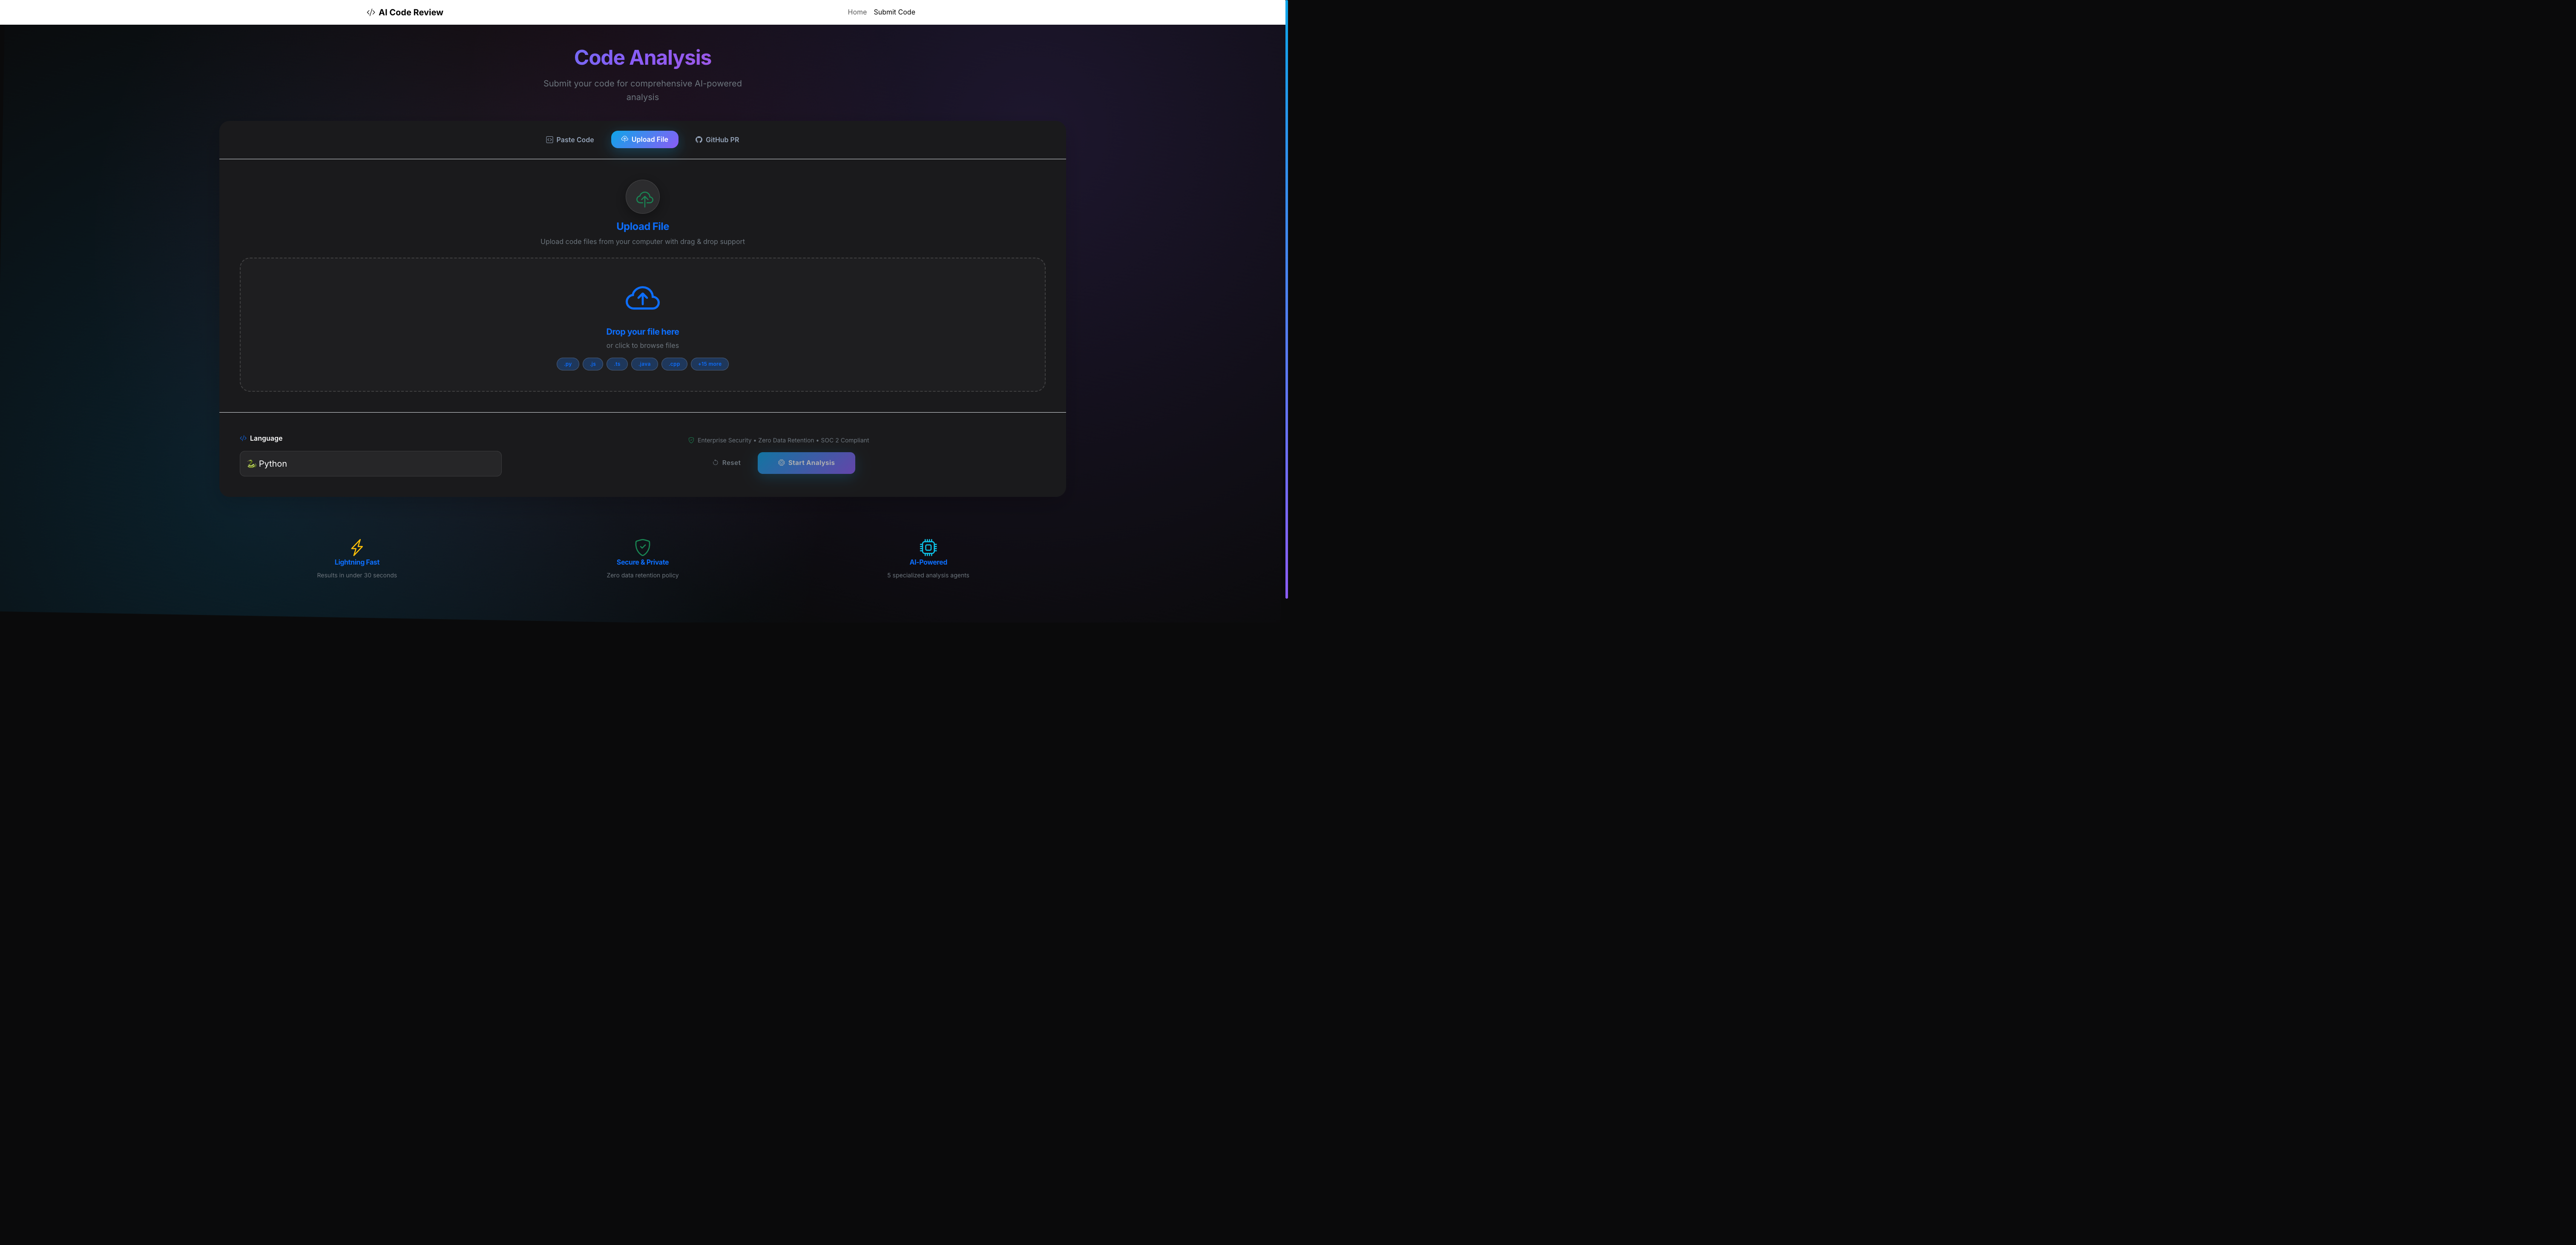 AI Code Review
Home Submit Code
Code Analysis
Submit your code for comprehensive AI-powered
analysis
Paste Code Upload File GitHub PR
Upload File
Upload code files from your computer with drag & drop support
Drop your file here
or click to browse files
.py .js .ts .java .cpp more
Language
Python
Enterprise Security • Zero Data Retention • SOC 2 Compliant
Reset Start Analysis
Lightning Fast
Results in under 30 seconds
Secure & Private
Zero data retention policy
AI-Powered
5 specialized analysis agents